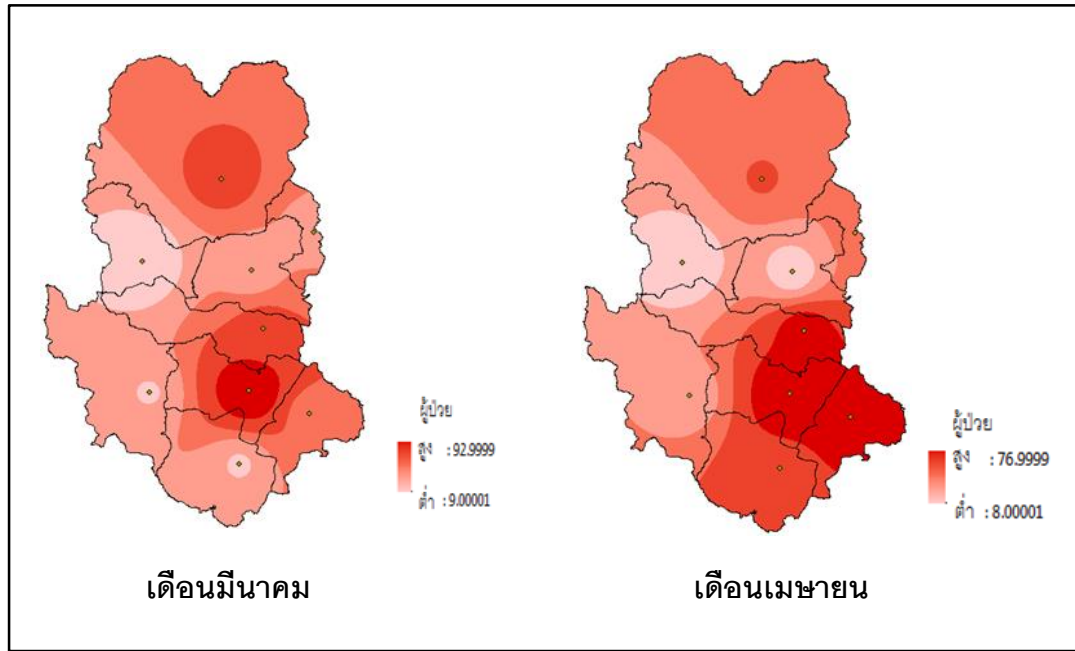 ผู้ป่วย
สูง : 92.9999
ต่ำ : 9.00001
ผู้ป่วย
สูง : 76.9999
ต่ำ : 8.00001
เดือนมีนาคม
เดือนเมษายน